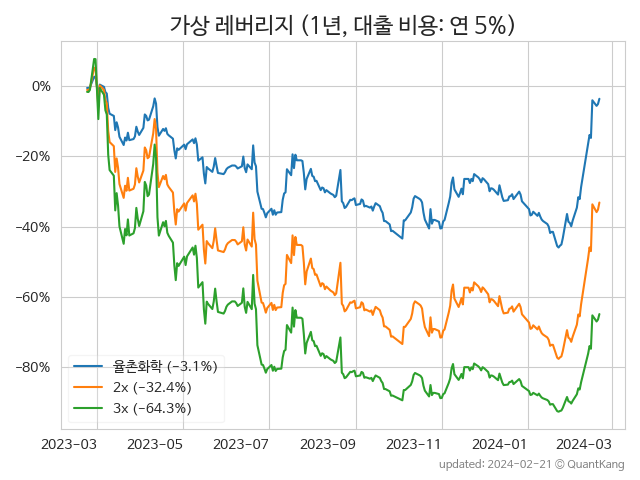 가상 레버리지 (1년, 대출 비용: 연 5%)
0%
−20%
−40%
−60%
−80%
율촌화학 (−3.1%)
2x (−32.4%)
3x (−64.3%)
2023-03 2023-05 2023-07 2023-09 2023-11 2024-01 2024-03
updated: 2024-02-21 © QuantKang